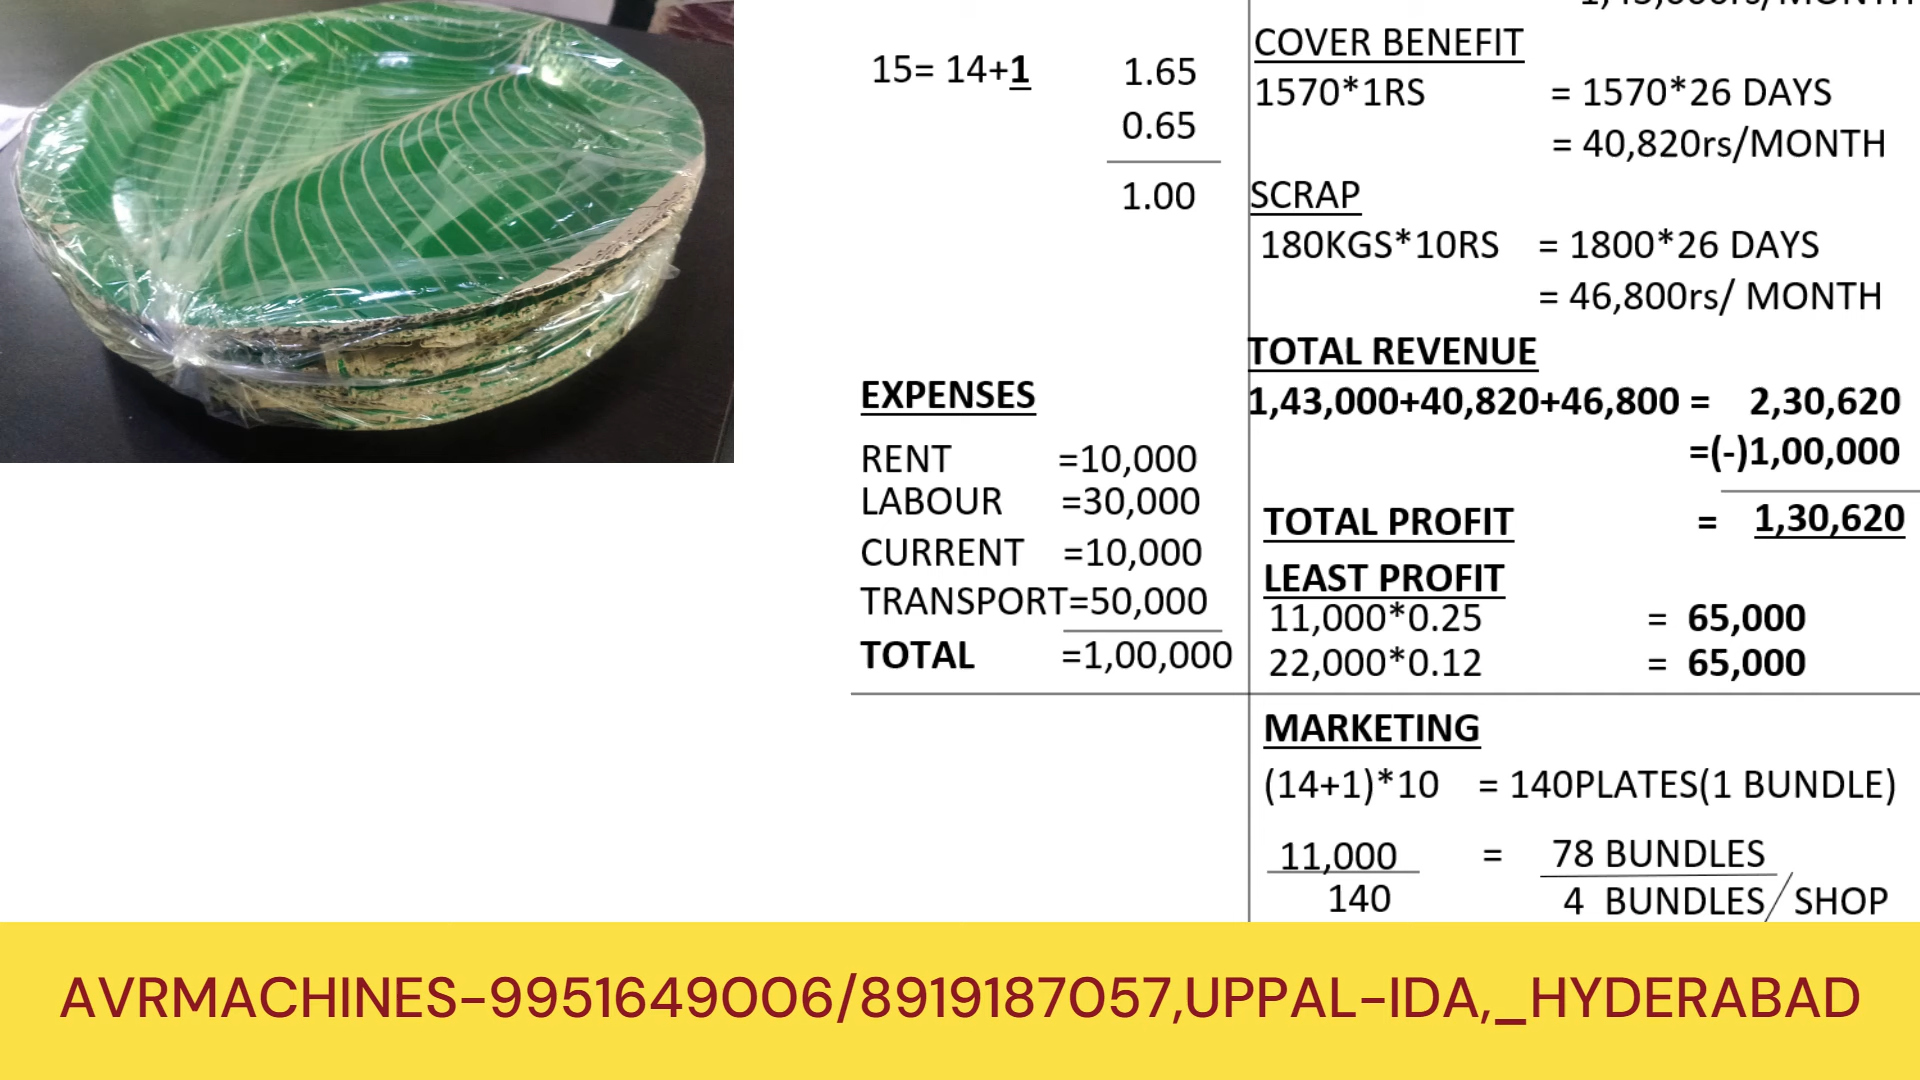 1,43,000rs/MONTH
15= 14+1
1.65
0.65
1.00
EXPENSES
RENT =10,000
LABOUR =30,000
CURRENT =10,000
TRANSPORT=50,000
TOTAL =1,00,000
COVER BENEFIT
1570*1RS = 1570*26 DAYS
= 40,820rs/MONTH
SCRAP
180KGS*10RS = 1800*26 DAYS
= 46,800rs/ MONTH
TOTAL REVENUE
1,43,000+40,820+46,800 = 2,30,620
=(-)1,00,000
TOTAL PROFIT = 1,30,620
LEAST PROFIT
11,000*0.25 = 65,000
22,000*0.12 = 65,000
MARKETING
(14+1)*10 = 140PLATES(1 BUNDLE)
11,000 = 78 BUNDLES
140 4 BUNDLES/SHOP
AVRMACHINES-9951649006/8919187057,UPPAL-IDA,_HYDERABAD